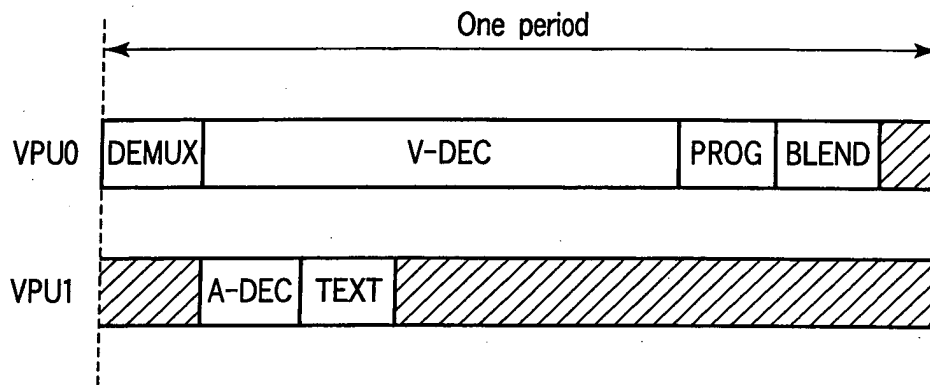 One period
VPU0 DEMUX V-DEC PROG BLEND
VPU1 A-DEC TEXT